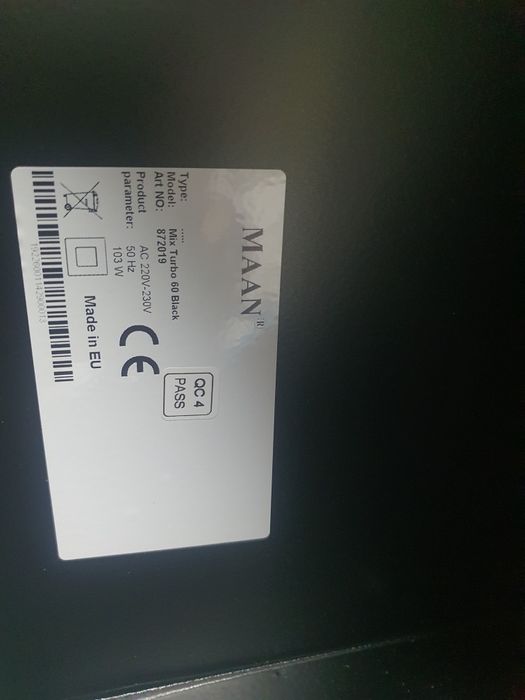 MAAN®
Type: .....
Model: Mix Turbo 60 Black
Art NO: 872019
Product AC 220V-230V
parameter: 50 Hz
103 W
CE
QC 4
PASS
Made in EU